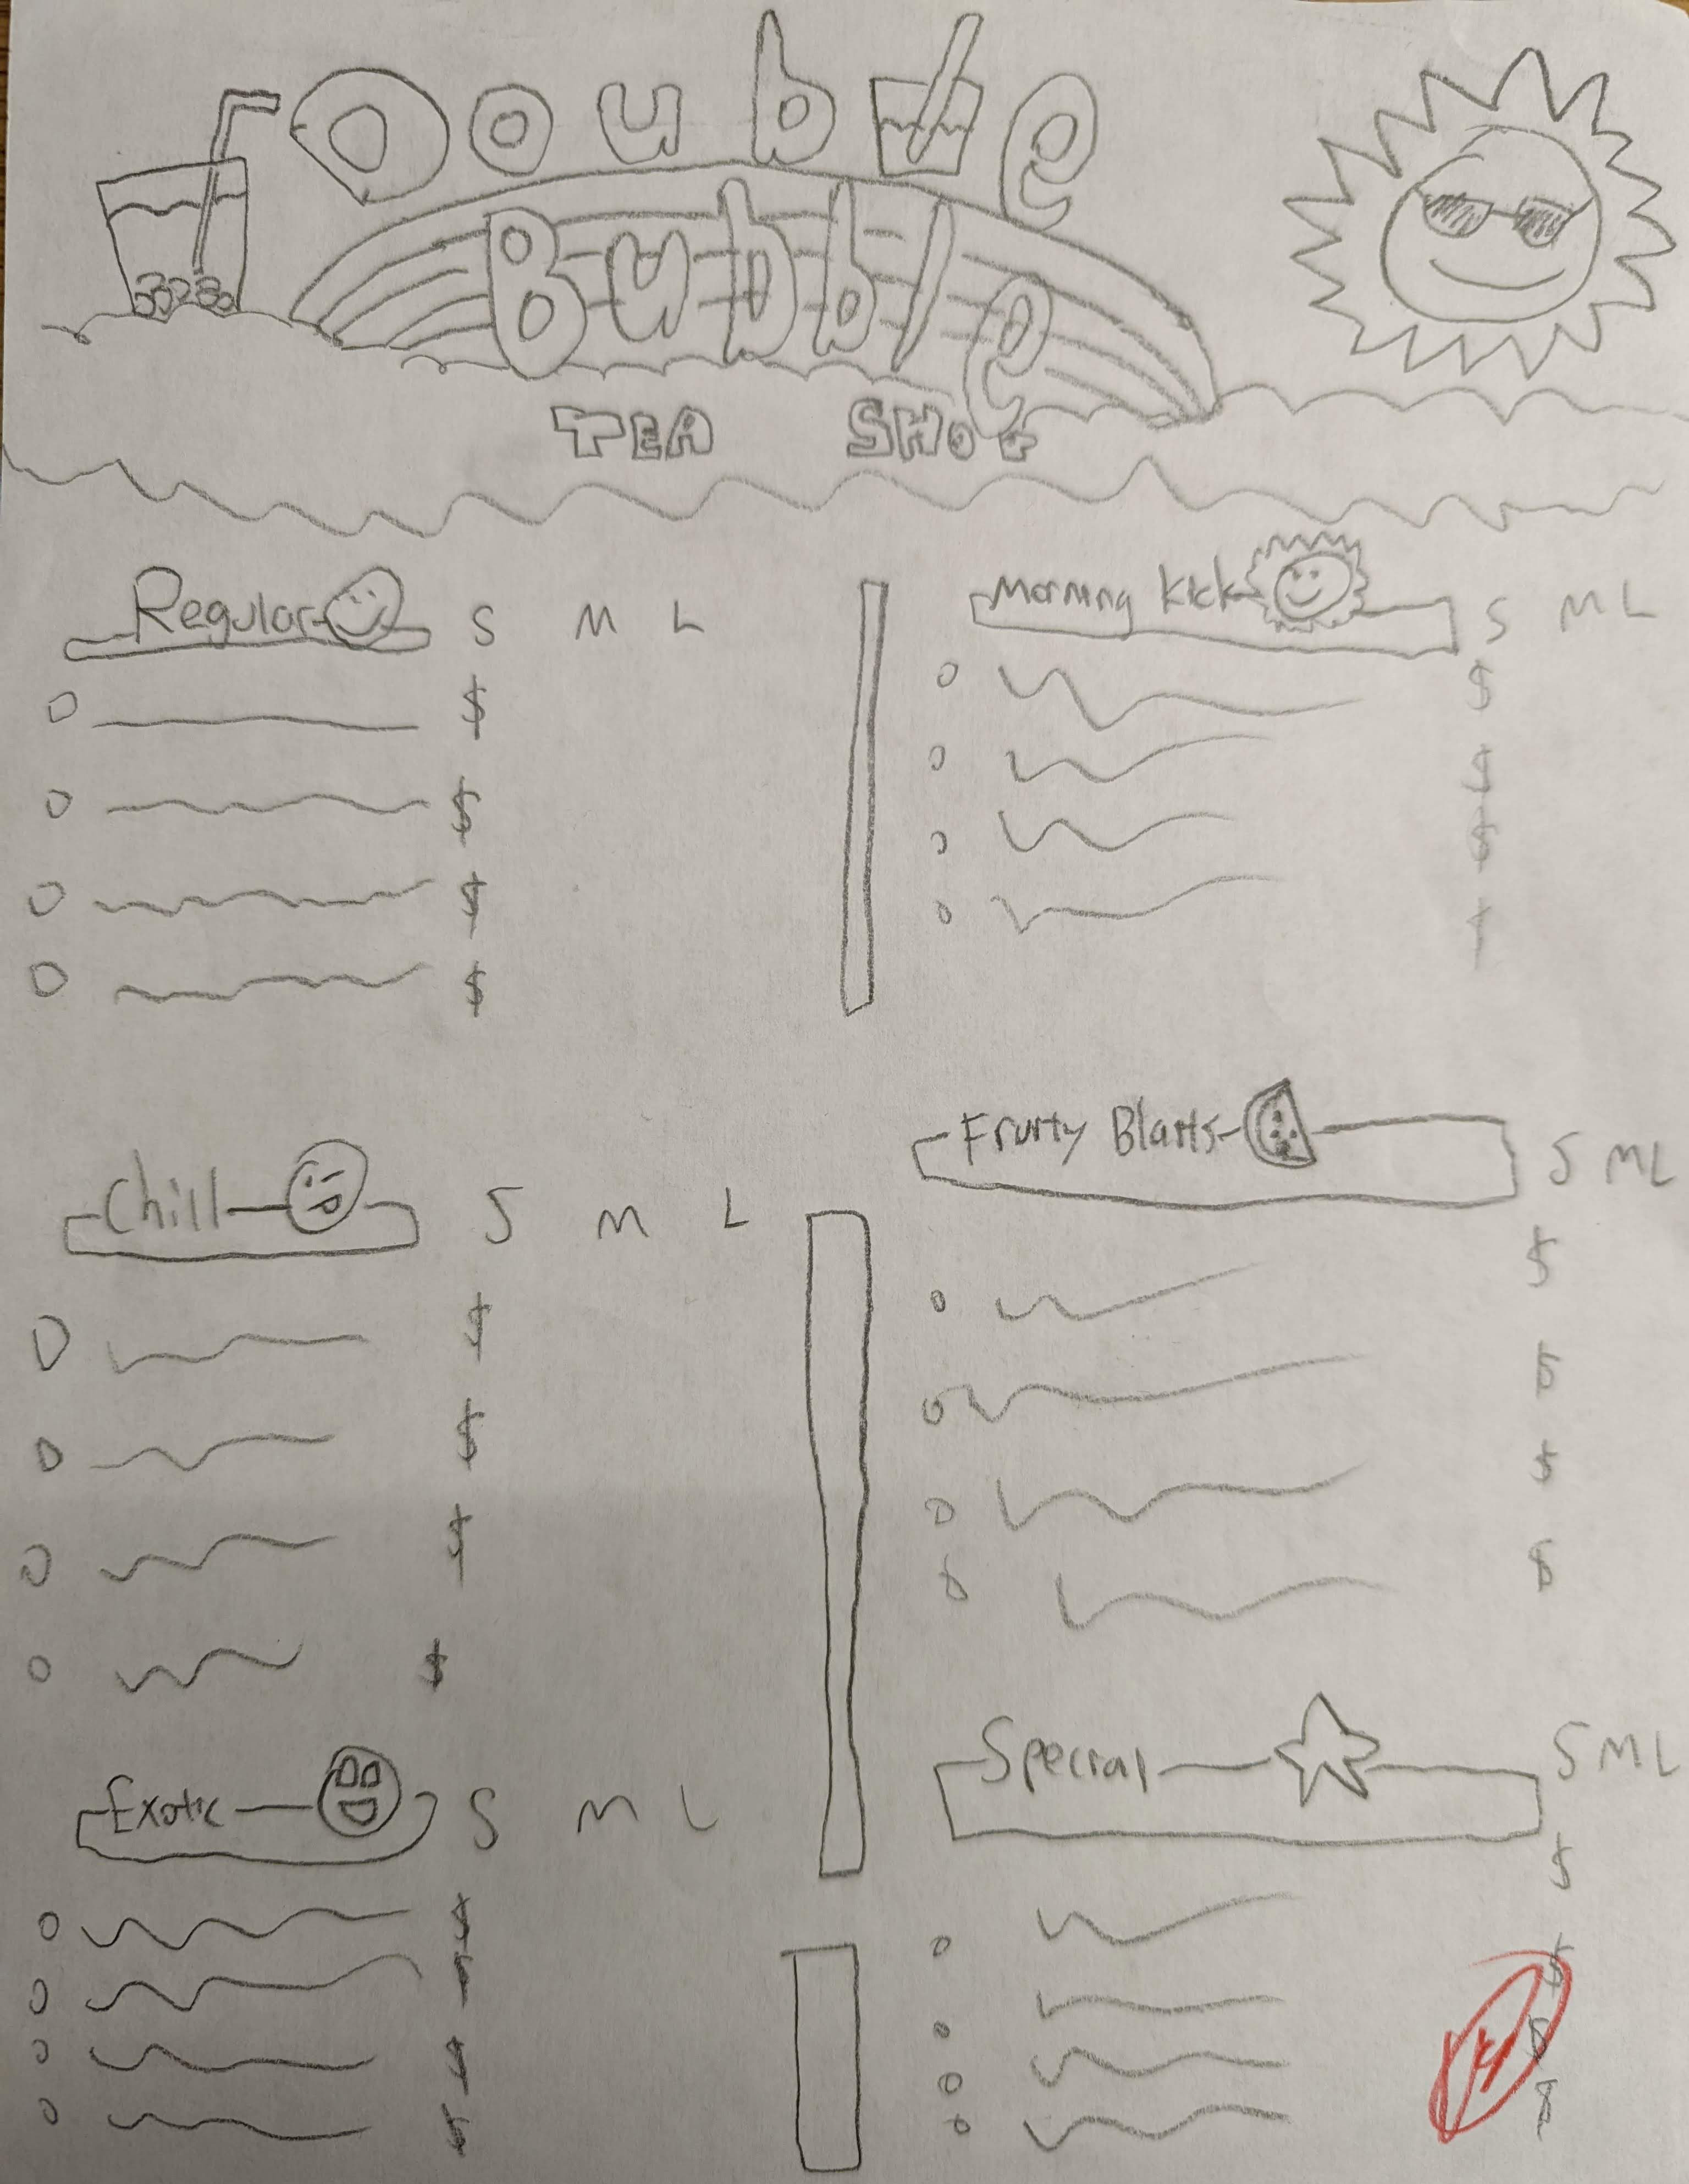 Double
Bubble
TEA SHOP
Regular S M L
$
$
$
$
Morning Kick S M L
$
$
$
$
Chill S M L
$
$
$
$
Fruity Blasts S M L
$
$
$
$
Exotic S M L
$
$
$
$
Special S M L
$
$
$
$